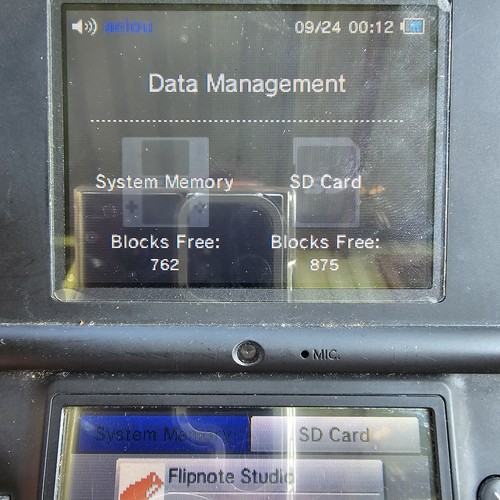 aeiou 09/24 00:12
Data Management
System Memory SD Card
Blocks Free: Blocks Free:
762 875
MIC.
System Memory SD Card
Flipnote Studio